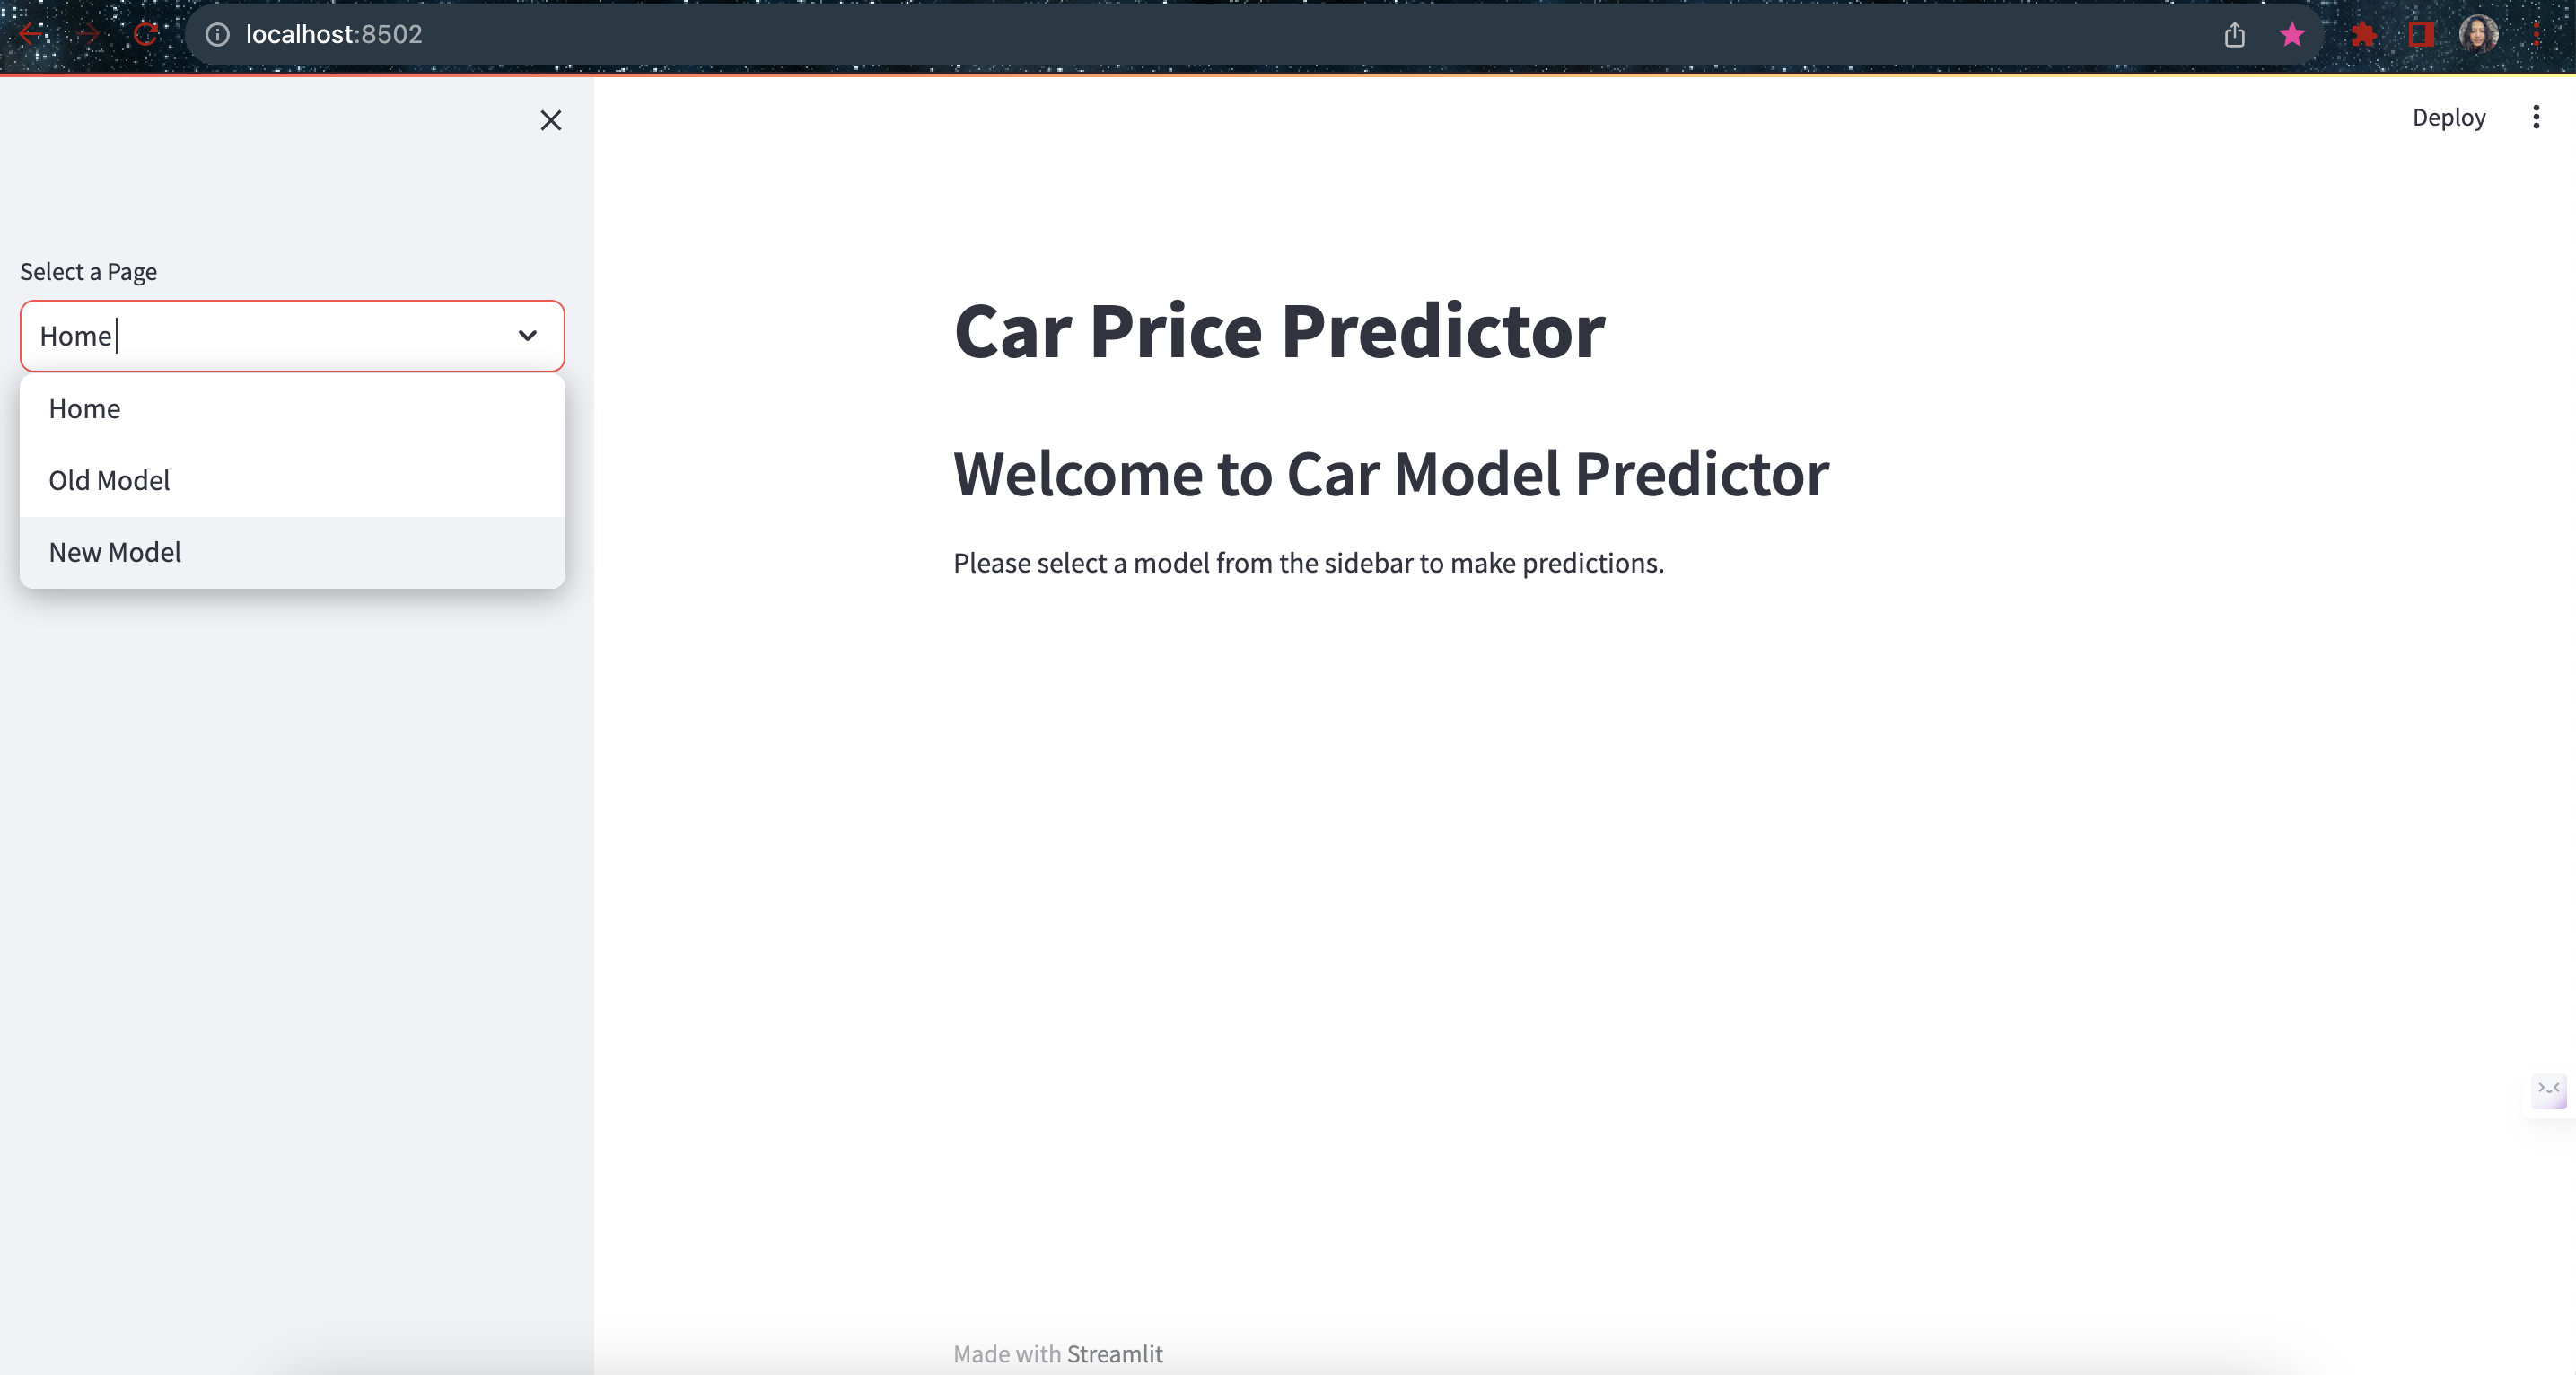 localhost:8502
Deploy
Select a Page
Home
Home
Old Model
New Model
Car Price Predictor
Welcome to Car Model Predictor
Please select a model from the sidebar to make predictions.
Made with Streamlit